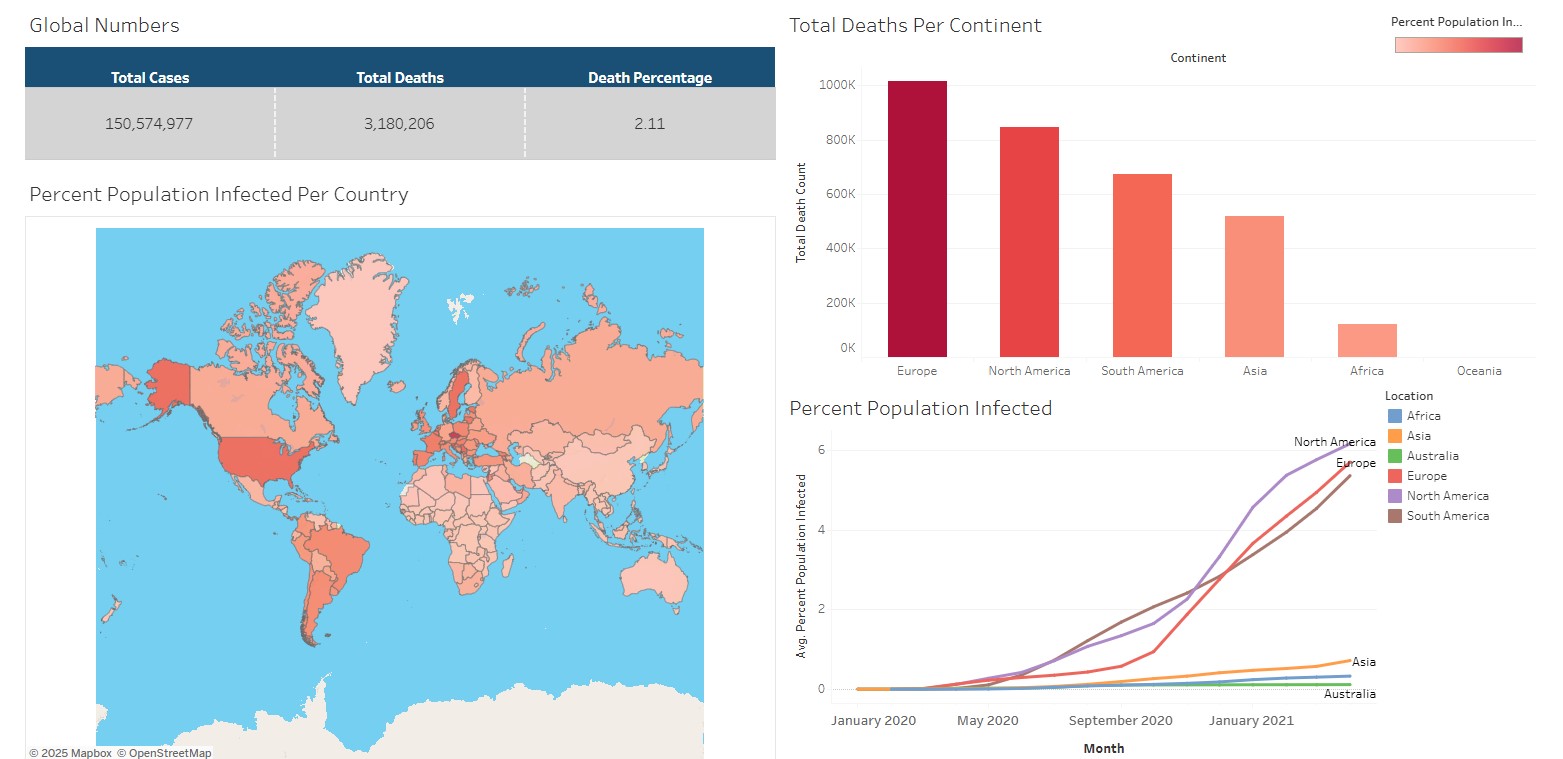 Global Numbers
Total Cases Total Deaths Death Percentage
150,574,977 3,180,206 2.11
Percent Population Infected Per Country
© 2025 Mapbox © OpenStreetMap
Total Deaths Per Continent
Percent Population In...
Continent
Total Death Count
1000K
800K
600K
400K
200K
0K
Europe North America South America Asia Africa Oceania
Percent Population Infected
Avg. Percent Population Infected
6
4
2
0
North America
Europe
Asia
Australia
January 2020 May 2020 September 2020 January 2021
Month
Location
Africa
Asia
Australia
Europe
North America
South America